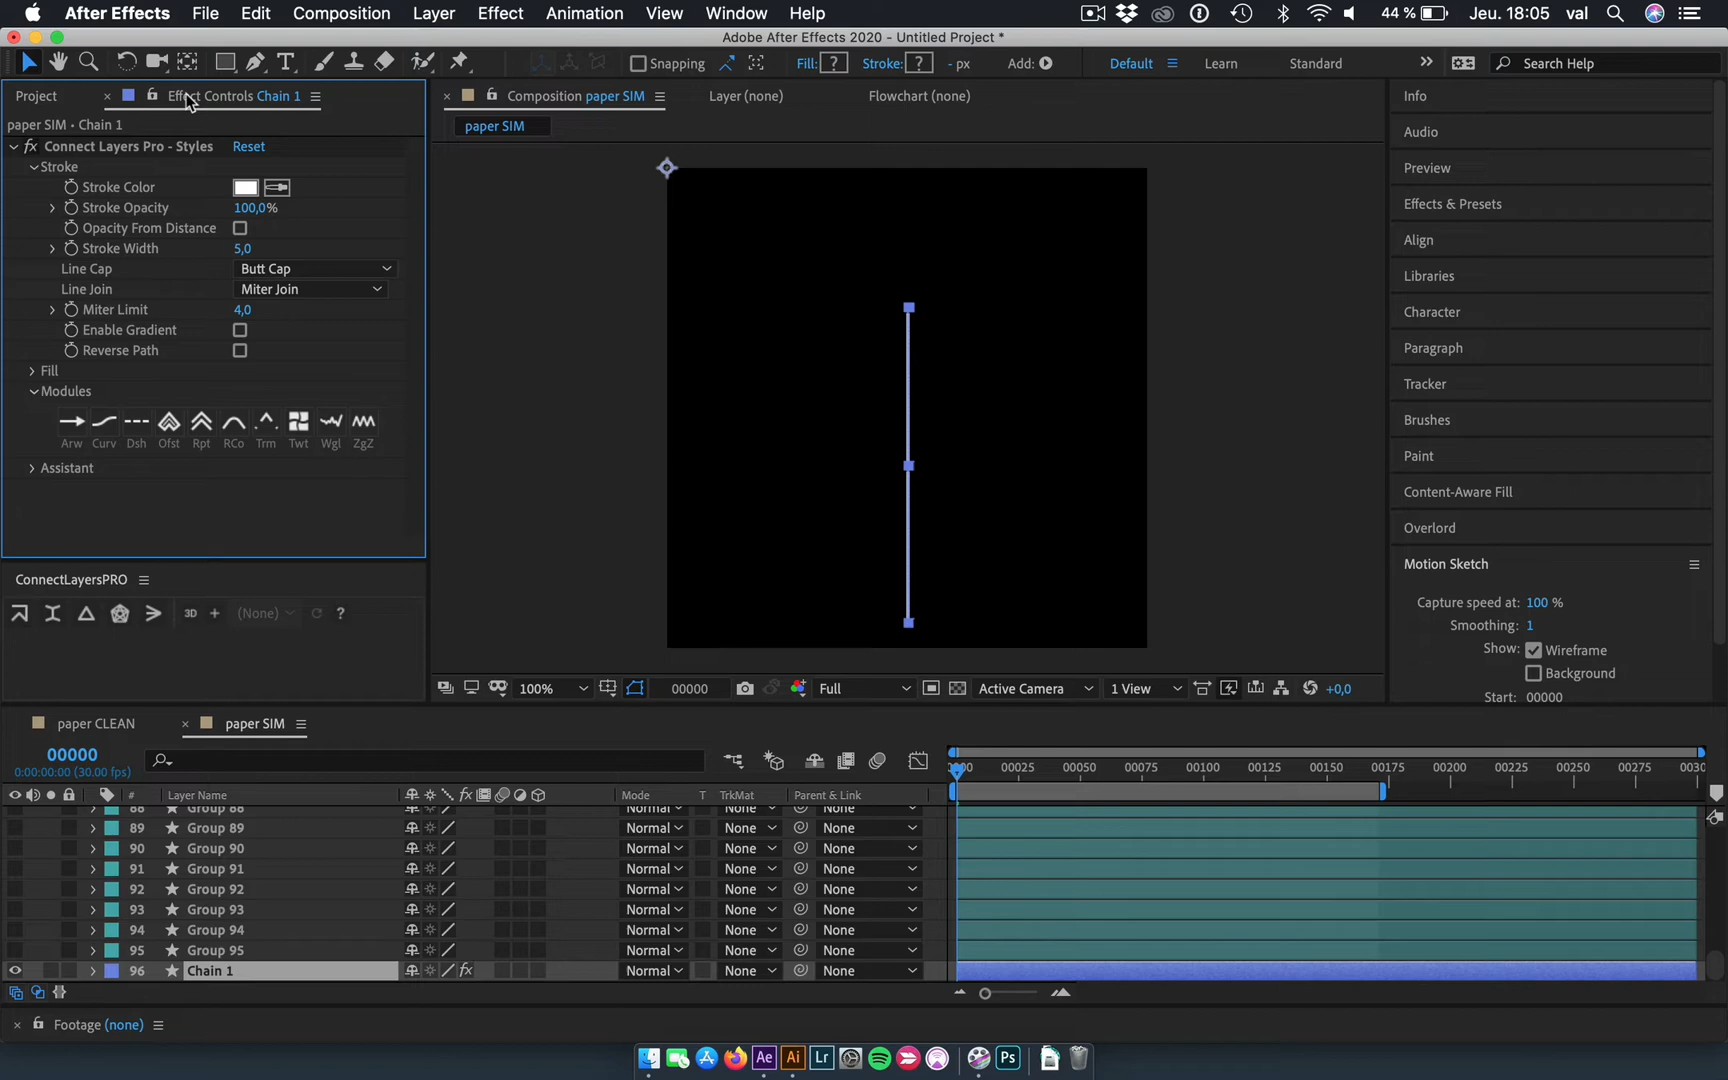 After Effects File Edit Composition Layer Effect Animation View Window Help 44 % Jeu. 18:05 val
Adobe After Effects 2020 - Untitled Project *
Snapping Fill: ? Stroke: ? - px Add: Default Learn Standard Search Help
Project Effect Controls Chain 1
Composition paper SIM Layer (none) Flowchart (none)
paper SIM • Chain 1
paper SIM
fx Connect Layers Pro - Styles Reset
Stroke
Stroke Color
Stroke Opacity 100,0%
Opacity From Distance
Stroke Width 5,0
Line Cap Butt Cap
Line Join Miter Join
Miter Limit 4,0
Enable Gradient
Reverse Path
Fill
Modules
Arw Curv Dsh Ofst Rpt RCo Trm Twt Wgl ZgZ
Assistant
ConnectLayersPRO
3D + (None) ?
100% 00000 Full Active Camera 1 View +0,0
Info
Audio
Preview
Effects & Presets
Align
Libraries
Character
Paragraph
Tracker
Brushes
Paint
Content-Aware Fill
Overlord
Motion Sketch
Capture speed at: 100 %
Smoothing: 1
Show: Wireframe
Background
Start: 00000
paper CLEAN paper SIM
00000
0:00:00:00 (30.00 fps)
00025 00050 00075 00100 00125 00150 00175 00200 00225 00250 00275
# Layer Name fx Mode T TrkMat Parent & Link
88 Group 88
89 Group 89 Normal None None
90 Group 90 Normal None None
91 Group 91 Normal None None
92 Group 92 Normal None None
93 Group 93 Normal None None
94 Group 94 Normal None None
95 Group 95 Normal None None
96 Chain 1 fx Normal None None
Footage (none)
Ae Ai Lr Ps